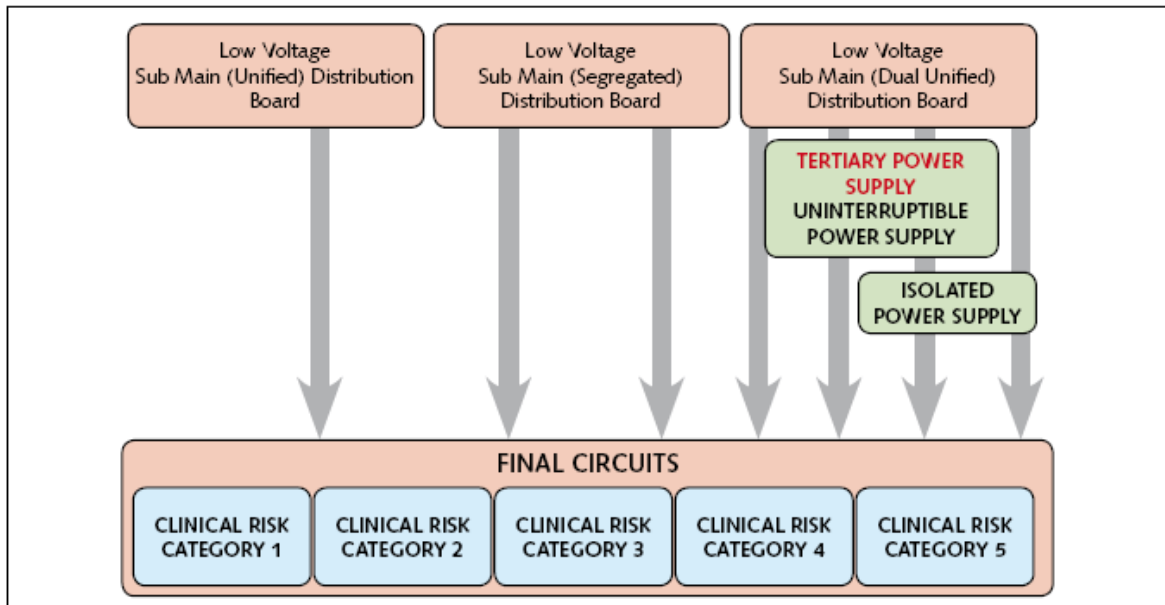 Low Voltage
Sub Main (Unified) Distribution
Board
Low Voltage
Sub Main (Segregated)
Distribution Board
Low Voltage
Sub Main (Dual Unified)
Distribution Board
TERTIARY POWER
SUPPLY
UNINTERRUPTIBLE
POWER SUPPLY
ISOLATED
POWER SUPPLY
FINAL CIRCUITS
CLINICAL RISK
CATEGORY 1
CLINICAL RISK
CATEGORY 2
CLINICAL RISK
CATEGORY 3
CLINICAL RISK
CATEGORY 4
CLINICAL RISK
CATEGORY 5